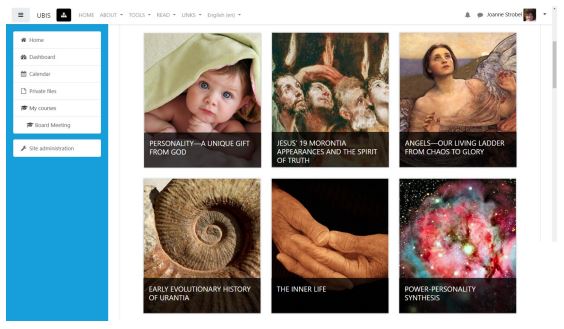 UBIS HOME ABOUT TOOLS READ LINKS English (en) Joanne Strobel
Home
Dashboard
Calendar
Private files
My courses
Board Meeting
Site administration
PERSONALITY—A UNIQUE GIFT
FROM GOD
JESUS' 19 MORONTIA
APPEARANCES AND THE SPIRIT
OF TRUTH
ANGELS—OUR LIVING LADDER
FROM CHAOS TO GLORY
EARLY EVOLUTIONARY HISTORY
OF URANTIA
THE INNER LIFE
POWER-PERSONALITY
SYNTHESIS